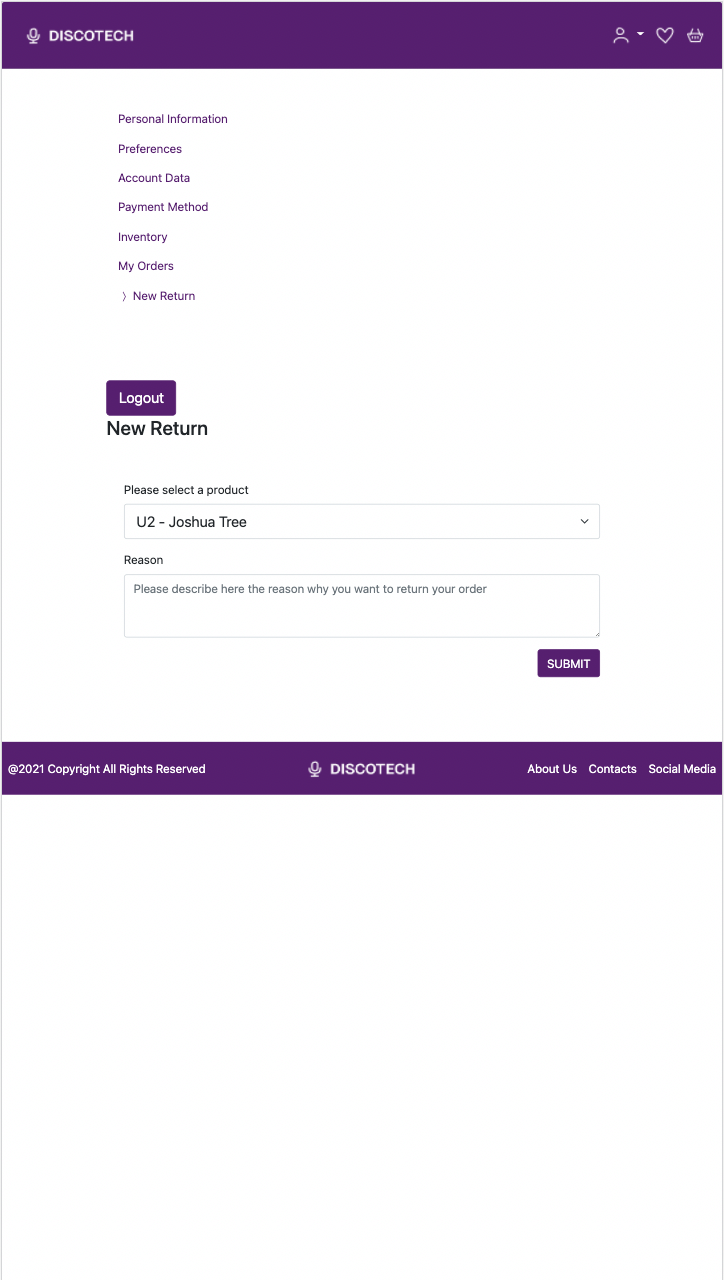 DISCOTECH
Personal Information
Preferences
Account Data
Payment Method
Inventory
My Orders
〉 New Return
Logout
New Return
Please select a product
U2 - Joshua Tree
Reason
Please describe here the reason why you want to return your order
SUBMIT
@2021 Copyright All Rights Reserved DISCOTECH About Us Contacts Social Media